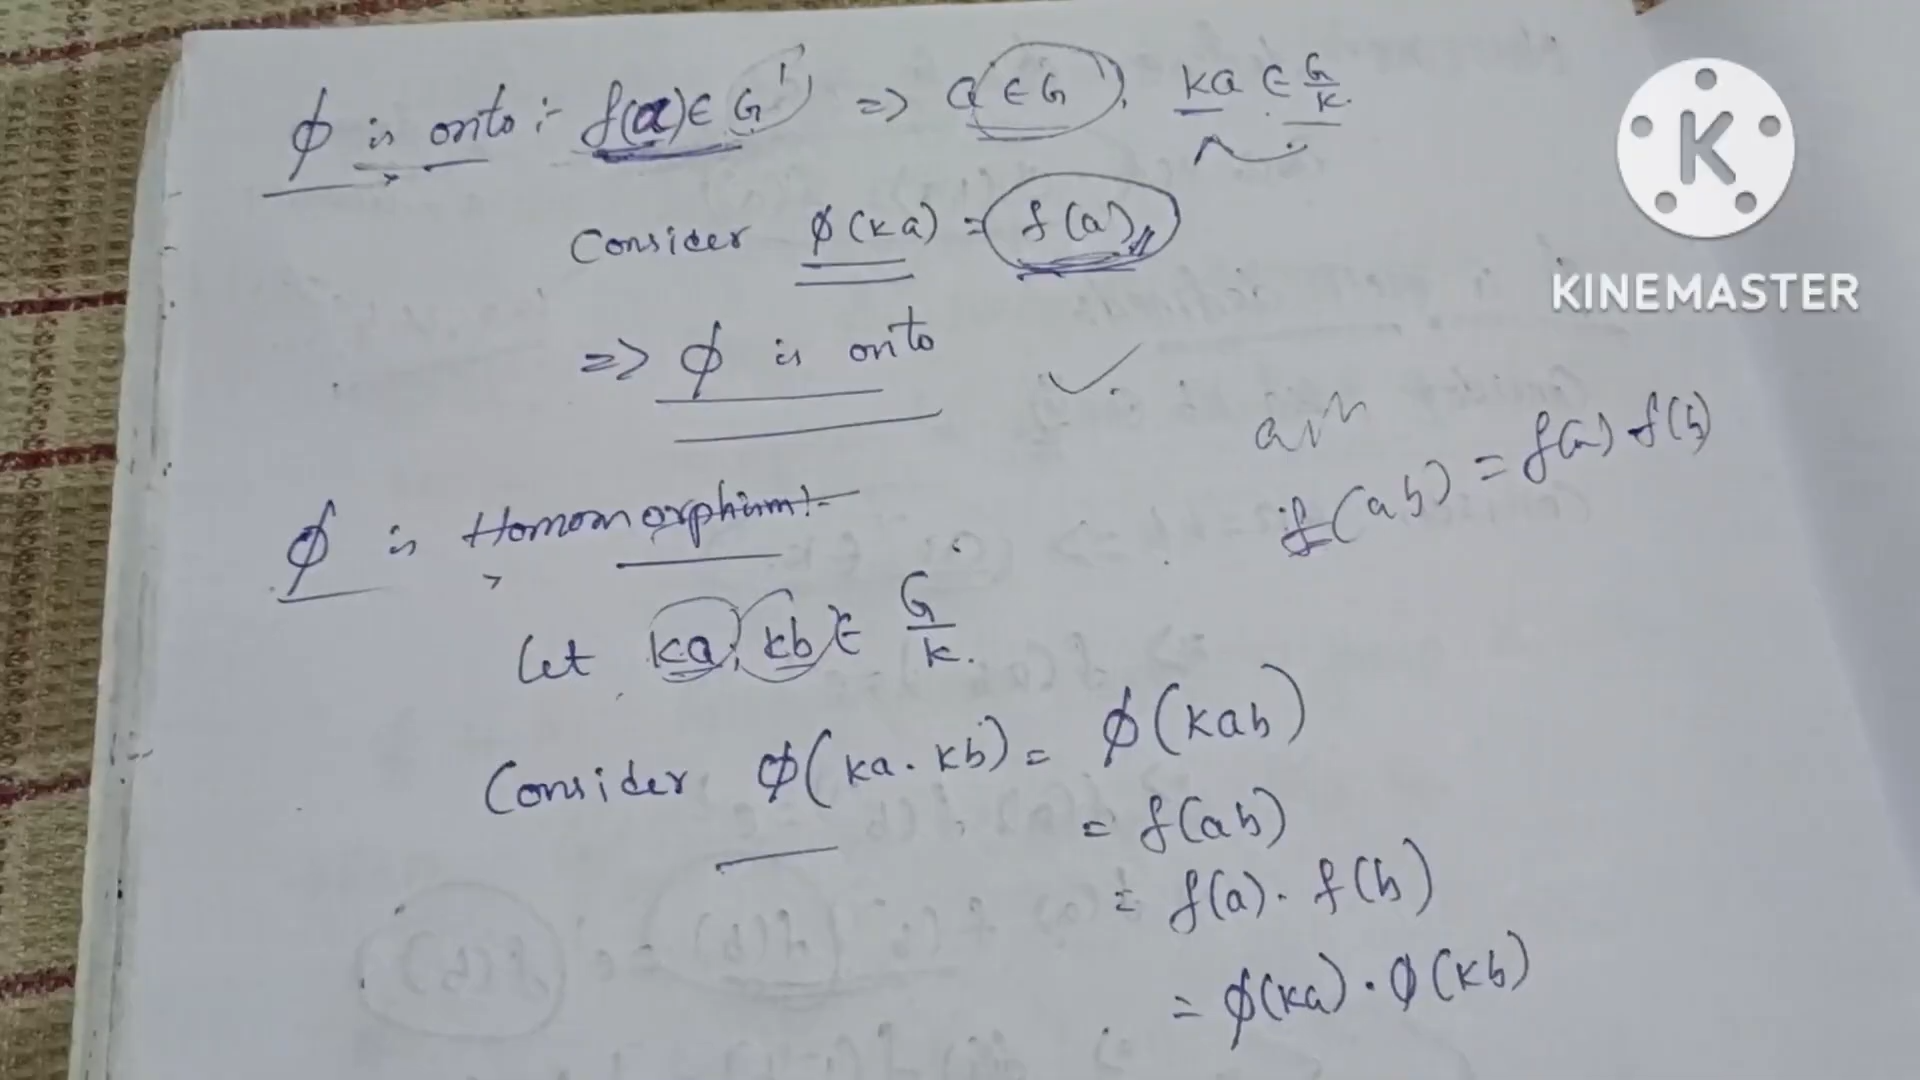 ϕ is onto :- f(a) ∈ G' => a ∈ G, ka ∈ G/k.
Consider ϕ(ka) = f(a)
=> ϕ is onto
f(ab) = f(a) f(b)
ϕ is Homomorphism:-
Let ka, kb ∈ G/k.
Consider ϕ(ka.kb) = ϕ(kab)
= f(ab)
= f(a). f(b)
= ϕ(ka) . ϕ(kb)
K
KINEMASTER